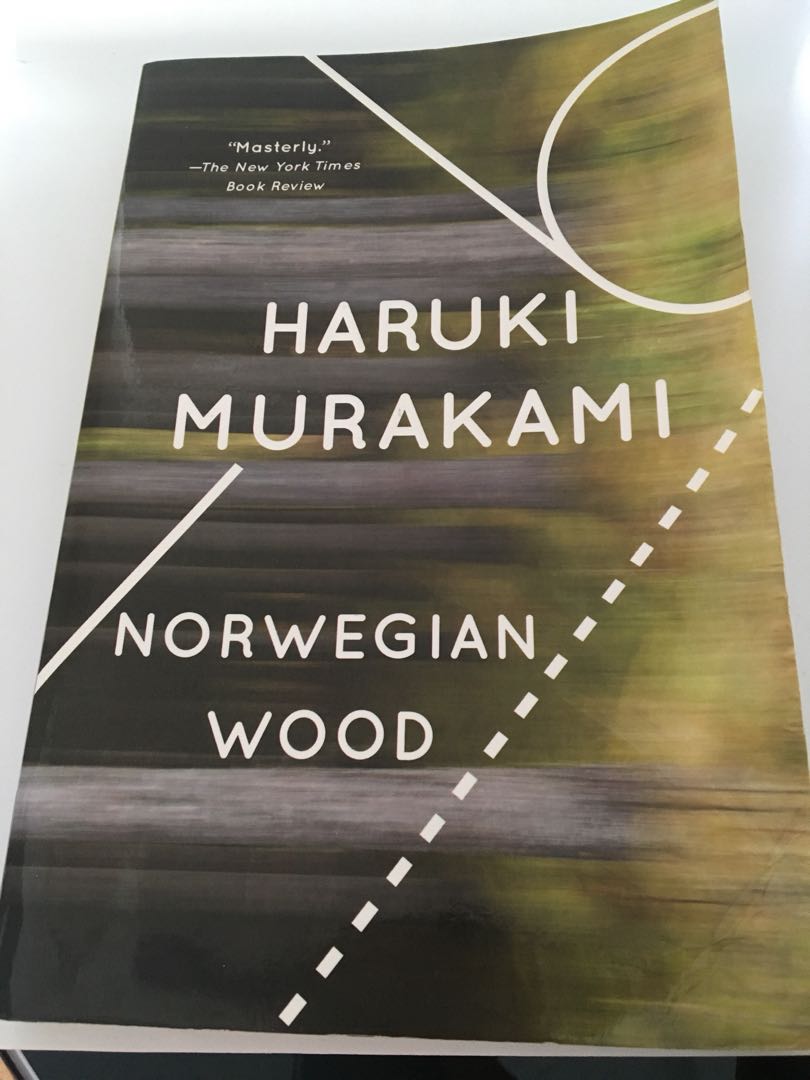 “Masterly.”
—The New York Times
Book Review
HARUKI
MURAKAMI
NORWEGIAN
WOOD